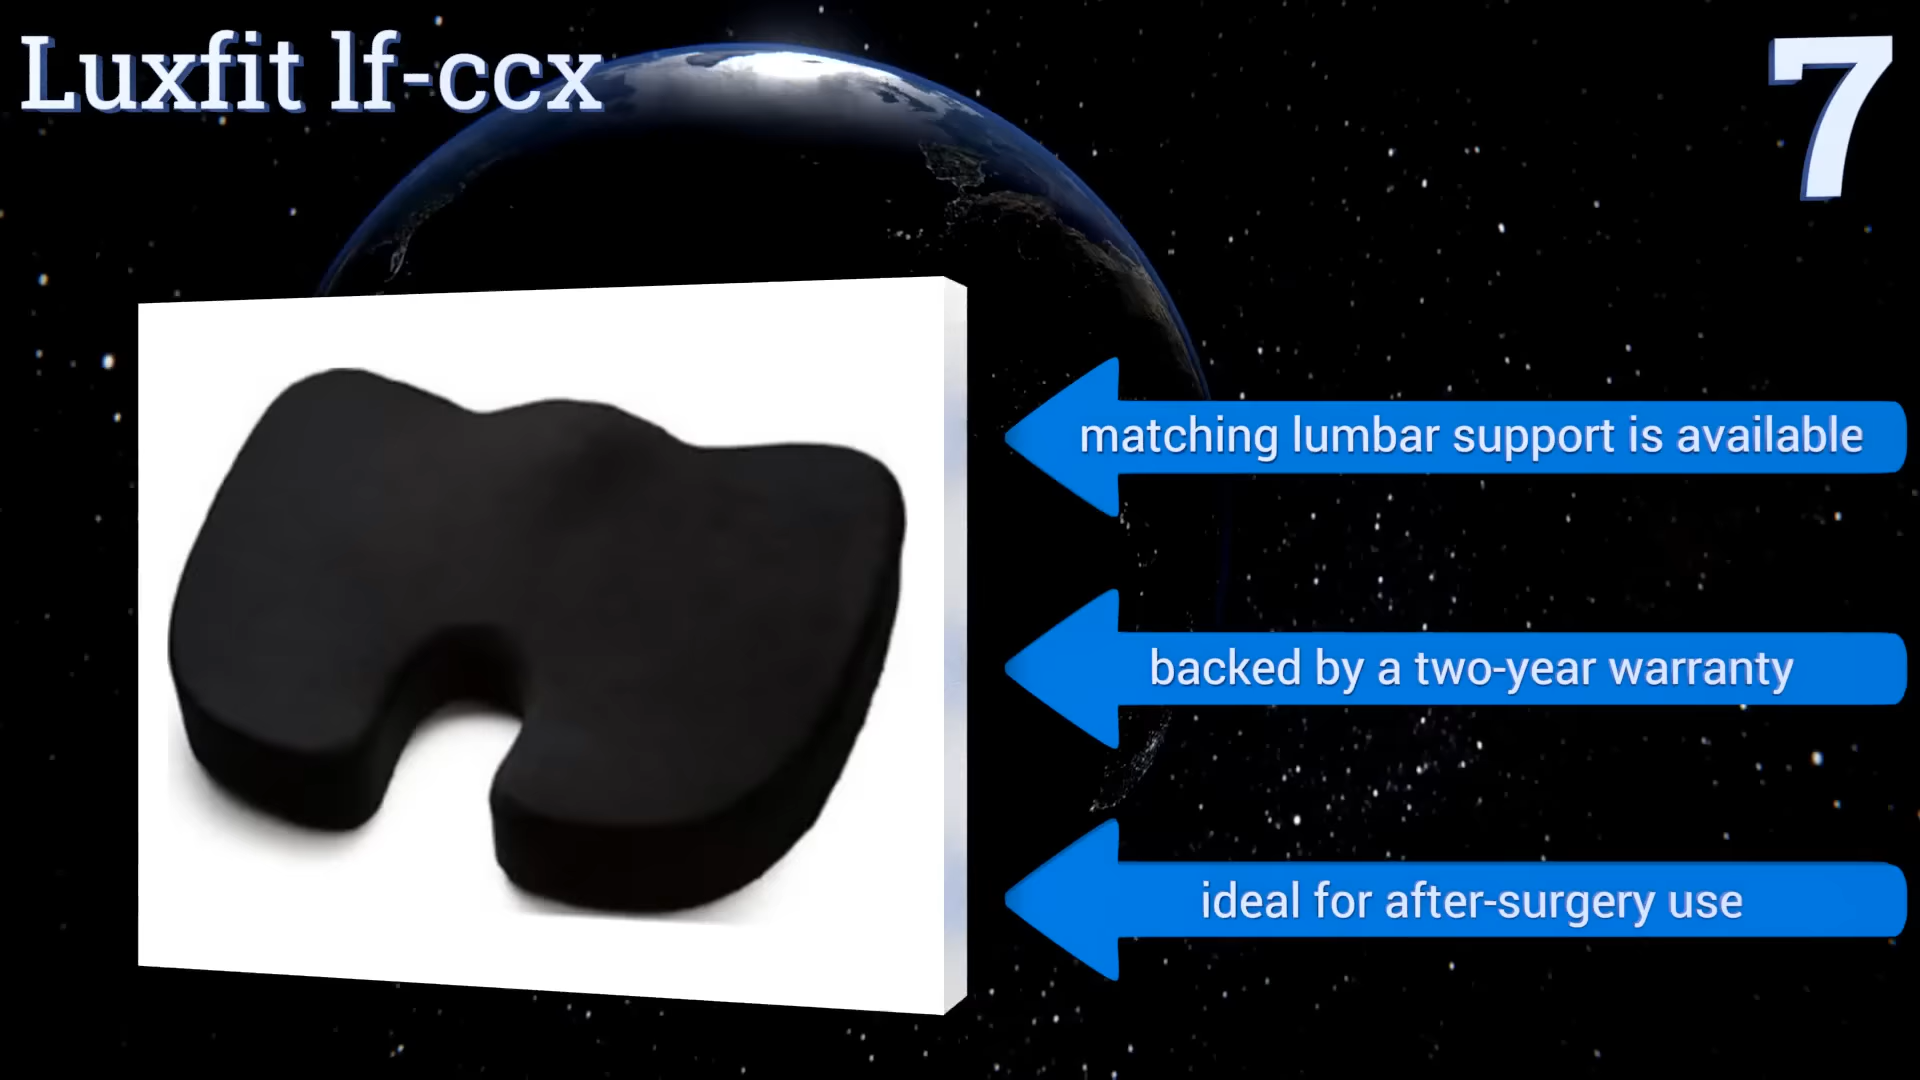 Luxfit lf-ccx
7
matching lumbar support is available
backed by a two-year warranty
ideal for after-surgery use